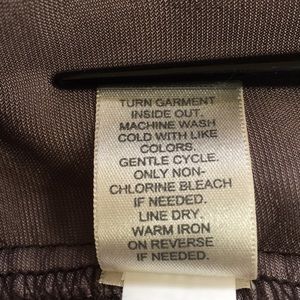 TURN GARMENT
INSIDE OUT.
MACHINE WASH
COLD WITH LIKE
COLORS.
GENTLE CYCLE.
ONLY NON-
CHLORINE BLEACH
IF NEEDED.
LINE DRY.
WARM IRON
ON REVERSE
IF NEEDED.